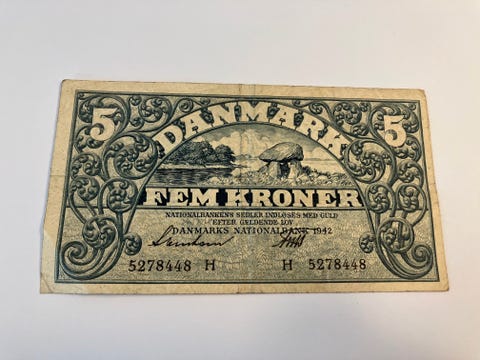 5 DANMARK 5
FEM KRONER
NATIONALBANKENS SEDLER INDLØSES MED GULD
EFTER GÆLDENDE LOV
DANMARKS NATIONALBANK 1942
5278448 H H 5278448